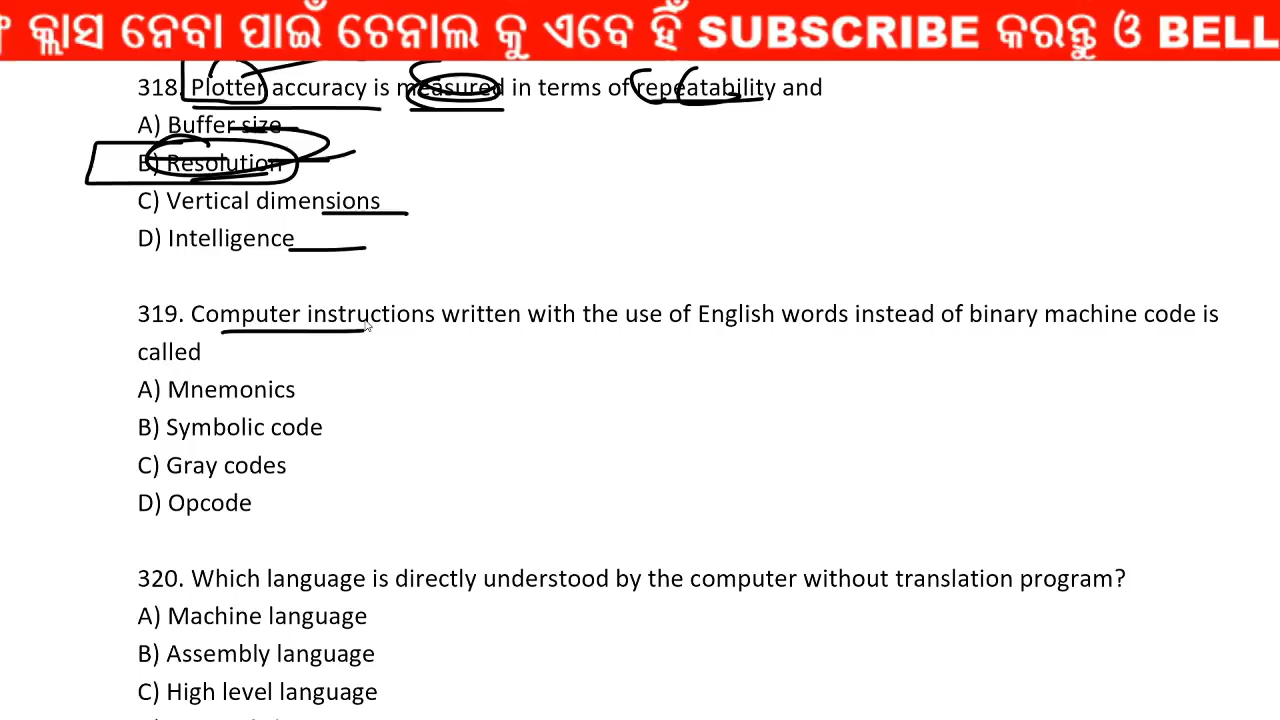 କ୍ଲାସ ନେବା ପାଇଁ ଚେନାଲ କୁ ଏବେ ହିଁ SUBSCRIBE କରନ୍ତୁ ଓ BELL
318. Plotter accuracy is measured in terms of repeatability and
A) Buffer size
B) Resolution
C) Vertical dimensions
D) Intelligence
319. Computer instructions written with the use of English words instead of binary machine code is
called
A) Mnemonics
B) Symbolic code
C) Gray codes
D) Opcode
320. Which language is directly understood by the computer without translation program?
A) Machine language
B) Assembly language
C) High level language